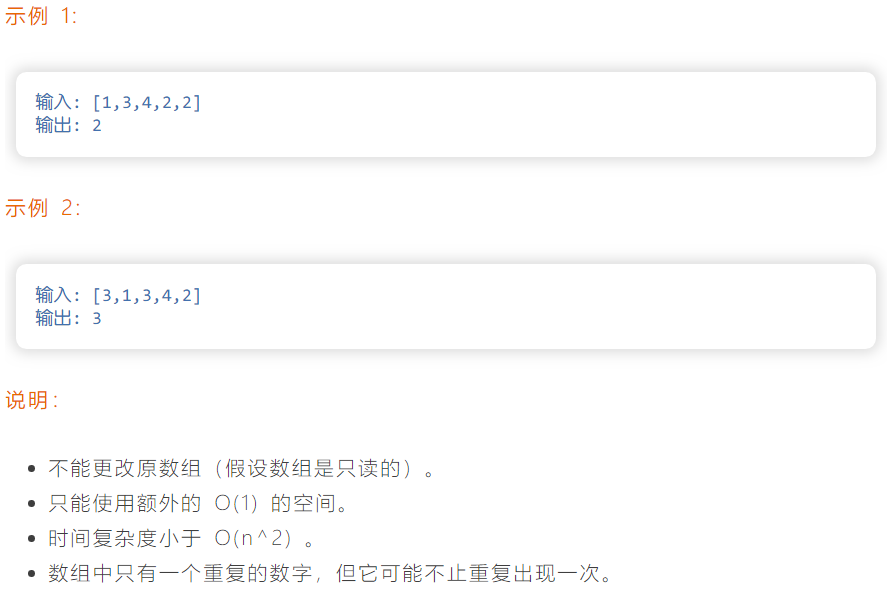 示例 1:
输入: [1,3,4,2,2]
输出: 2
示例 2:
输入: [3,1,3,4,2]
输出: 3
说明:
• 不能更改原数组（假设数组是只读的）。
• 只能使用额外的 O(1) 的空间。
• 时间复杂度小于 O(n^2) 。
• 数组中只有一个重复的数字，但它可能不止重复出现一次。